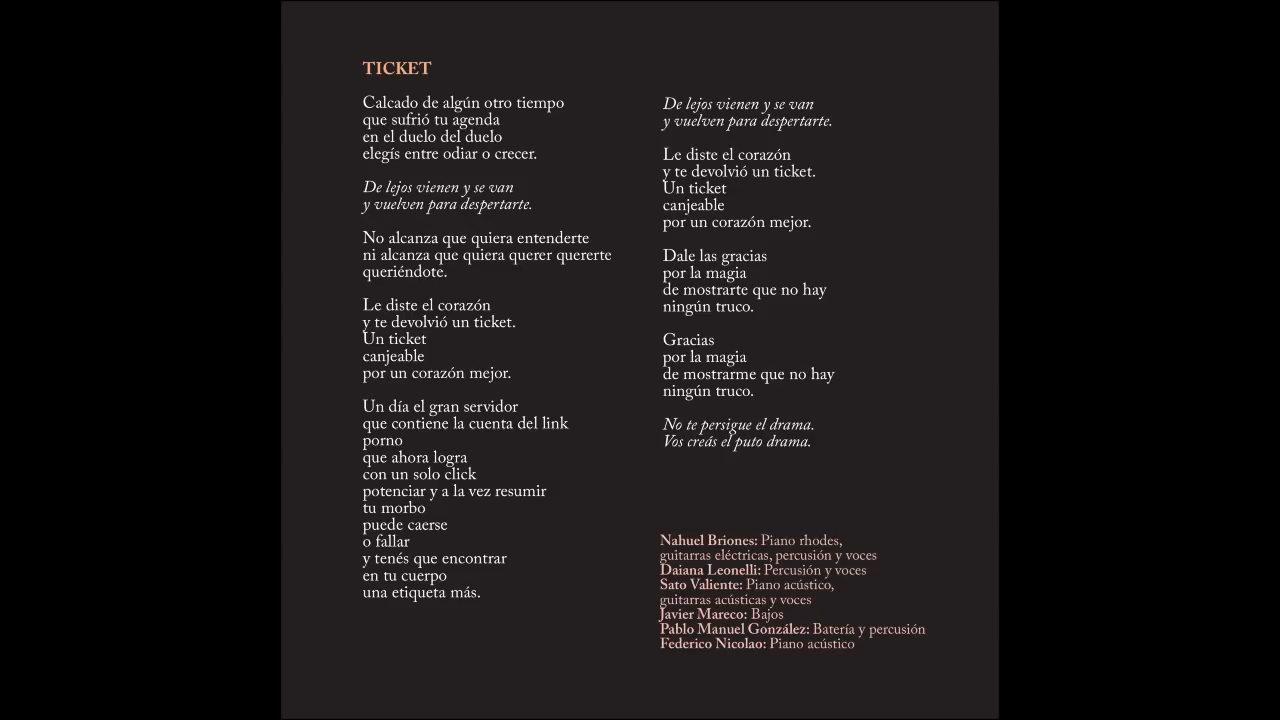 TICKET
Calcado de algún otro tiempo
que sufrió tu agenda
en el duelo del duelo
elegís entre odiar o crecer.
De lejos vienen y se van
y vuelven para despertarte.
No alcanza que quiera entenderte
ni alcanza que quiera querer quererte
queriéndote.
Le diste el corazón
y te devolvió un ticket.
Un ticket
canjeable
por un corazón mejor.
Un día el gran servidor
que contiene la cuenta del link
porno
que ahora logra
con un solo click
potenciar y a la vez resumir
tu morbo
puede caerse
o fallar
y tenés que encontrar
en tu cuerpo
una etiqueta más.
De lejos vienen y se van
y vuelven para despertarte.
Le diste el corazón
y te devolvió un ticket.
Un ticket
canjeable
por un corazón mejor.
Dale las gracias
por la magia
de mostrarte que no hay
ningún truco.
Gracias
por la magia
de mostrarme que no hay
ningún truco.
No te persigue el drama.
Vos creás el puto drama.
Nahuel Briones: Piano rhodes,
guitarras eléctricas, percusión y voces
Daiana Leonelli: Percusión y voces
Sato Valiente: Piano acústico,
guitarras acústicas y voces
Javier Mareco: Bajos
Pablo Manuel González: Batería y percusión
Federico Nicolao: Piano acústico